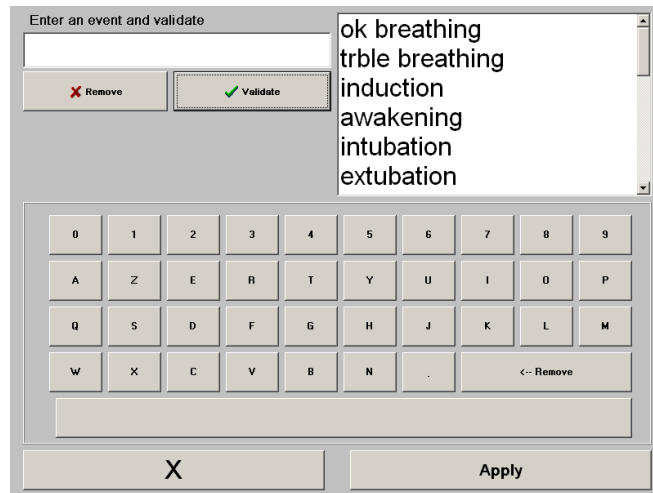 Enter an event and validate
Remove
Validate
ok breathing
trble breathing
induction
awakening
intubation
extubation
0 1 2 3 4 5 6 7 8 9
A Z E R T Y U I O P
Q S D F G H J K L M
W X C V B N . <-- Remove
X
Apply